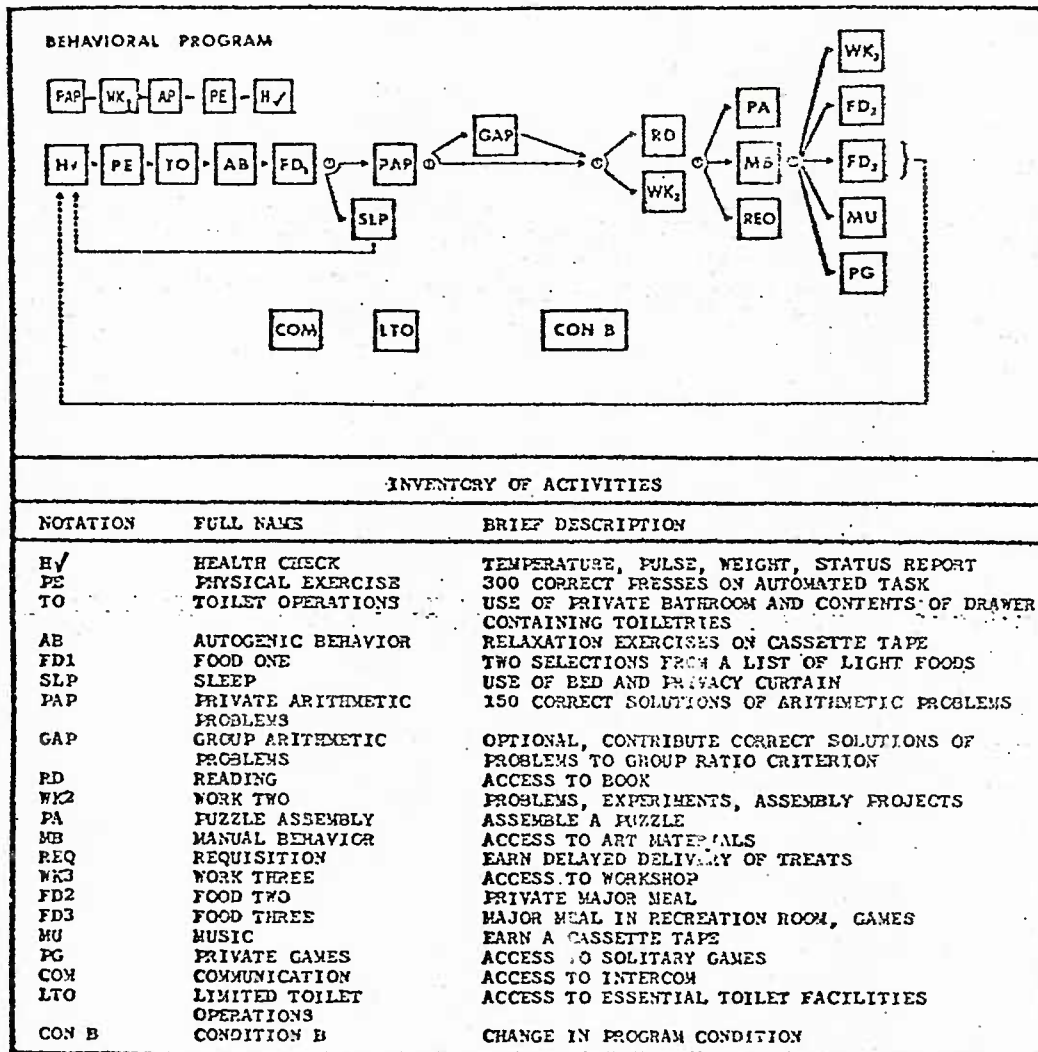 BEHAVIORAL PROGRAM
PAP WK1 AP PE H✓
H✓ PE TO AB FD1 PAP GAP RD PA WK3
SLP WK2 MB FD2
REQ FD3
MU
PG
COM LTO CON B
INVENTORY OF ACTIVITIES
NOTATION FULL NAME BRIEF DESCRIPTION
H✓ HEALTH CHECK TEMPERATURE, PULSE, WEIGHT, STATUS REPORT
PE PHYSICAL EXERCISE 300 CORRECT PRESSES ON AUTOMATED TASK
TO TOILET OPERATIONS USE OF PRIVATE BATHROOM AND CONTENTS OF DRAWER
CONTAINING TOILETRIES
AB AUTOGENIC BEHAVIOR RELAXATION EXERCISES ON CASSETTE TAPE
FD1 FOOD ONE TWO SELECTIONS FROM A LIST OF LIGHT FOODS
SLP SLEEP USE OF BED AND PRIVACY CURTAIN
PAP PRIVATE ARITHMETIC 150 CORRECT SOLUTIONS OF ARITHMETIC PROBLEMS
PROBLEMS
GAP GROUP ARITHMETIC OPTIONAL, CONTRIBUTE CORRECT SOLUTIONS OF
PROBLEMS PROBLEMS TO GROUP RATIO CRITERION
RD READING ACCESS TO BOOK
WK2 WORK TWO PROBLEMS, EXPERIMENTS, ASSEMBLY PROJECTS
PA PUZZLE ASSEMBLY ASSEMBLE A PUZZLE
MB MANUAL BEHAVIOR ACCESS TO ART MATERIALS
REQ REQUISITION EARN DELAYED DELIVERY OF TREATS
WK3 WORK THREE ACCESS TO WORKSHOP
FD2 FOOD TWO PRIVATE MAJOR MEAL
FD3 FOOD THREE MAJOR MEAL IN RECREATION ROOM, GAMES
MU MUSIC EARN A CASSETTE TAPE
PG PRIVATE GAMES ACCESS TO SOLITARY GAMES
COM COMMUNICATION ACCESS TO INTERCOM
LTO LIMITED TOILET ACCESS TO ESSENTIAL TOILET FACILITIES
OPERATIONS
CON B CONDITION B CHANGE IN PROGRAM CONDITION